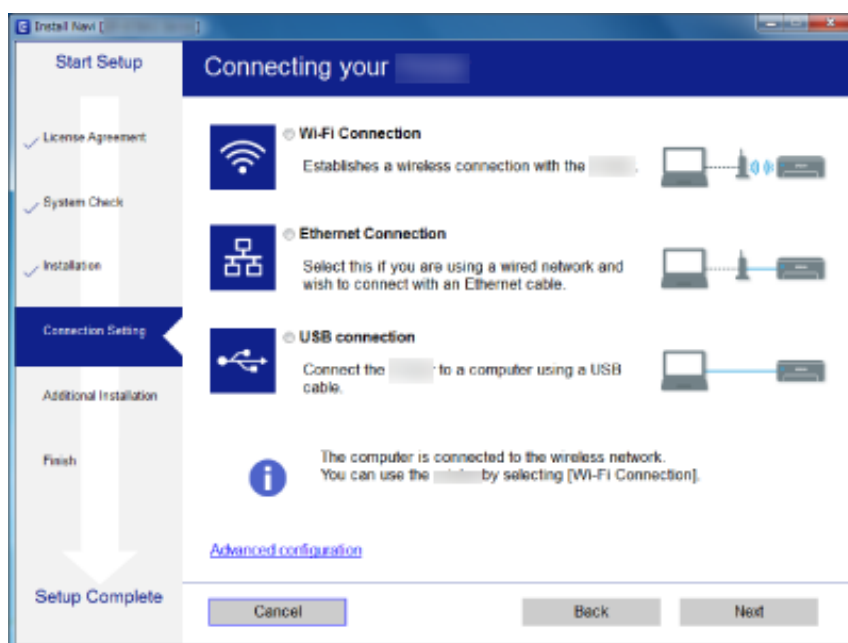 Install Navi [
]
Start Setup
Connecting your
License Agreement
System Check
Installation
Connection Setting
Additional Installation
Finish
Setup Complete
Wi-Fi Connection
Establishes a wireless connection with the .
Ethernet Connection
Select this if you are using a wired network and
wish to connect with an Ethernet cable.
USB connection
Connect the to a computer using a USB
cable.
The computer is connected to the wireless network.
You can use the by selecting [Wi-Fi Connection].
Advanced configuration
Cancel
Back
Next